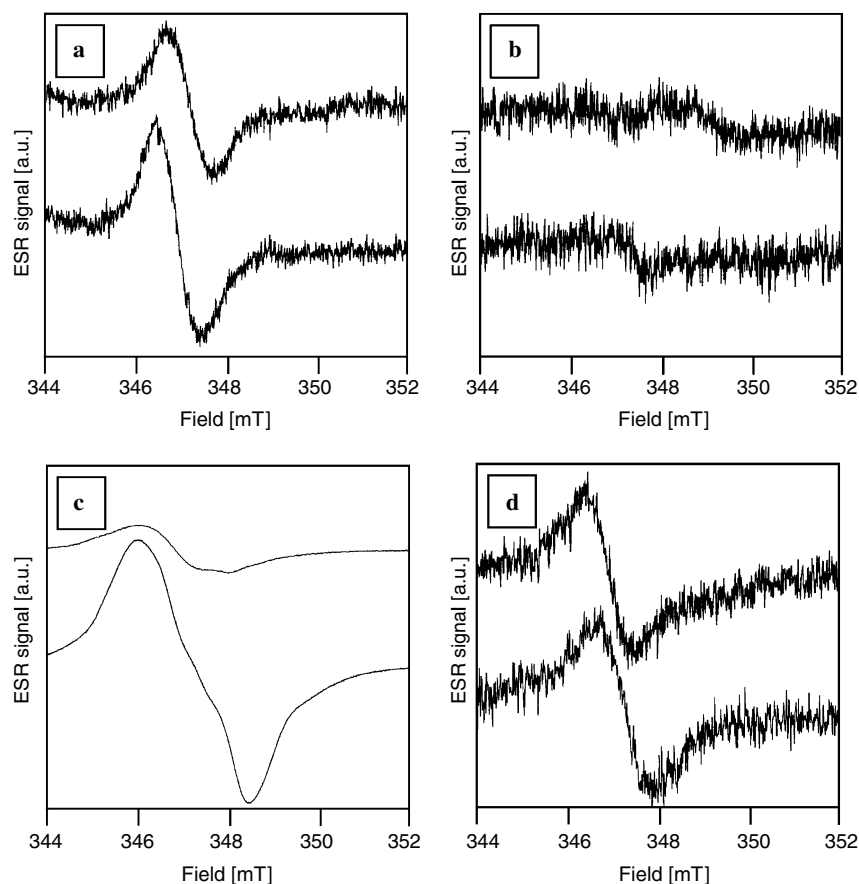 a
ESR signal [a.u.]
344 346 348 350 352
Field [mT]
b
ESR signal [a.u.]
344 346 348 350 352
Field [mT]
c
ESR signal [a.u.]
344 346 348 350 352
Field [mT]
d
ESR signal [a.u.]
344 346 348 350 352
Field [mT]